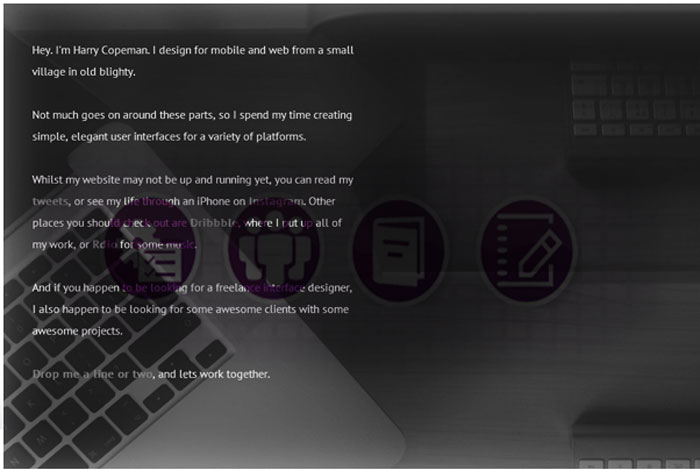 Hey. I'm Harry Copeman. I design for mobile and web from a small
village in old blighty.
Not much goes on around these parts, so I spend my time creating
simple, elegant user interfaces for a variety of platforms.
Whilst my website may not be up and running yet, you can read my
tweets, or see my life through an iPhone on Instagram. Other
places you should check out are Dribbble, where I put up all of
my work, or Rdio for some music.
And if you happen to be looking for a freelance interface designer,
I also happen to be looking for some awesome clients with some
awesome projects.
Drop me a line or two, and lets work together.